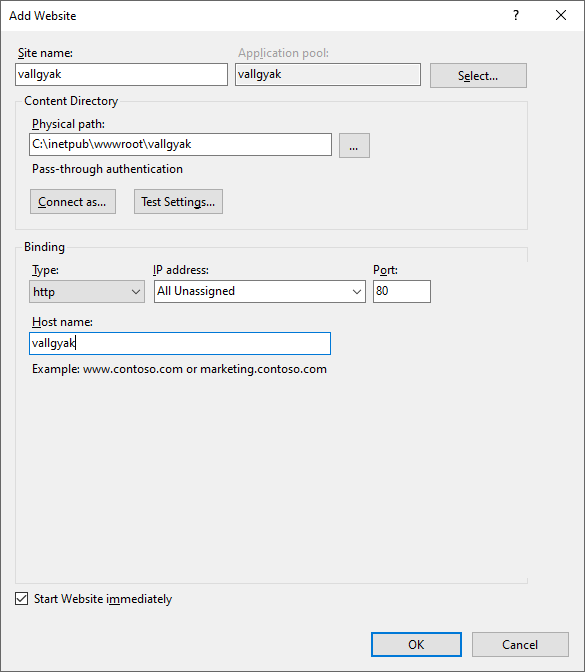 Add Website
?
Site name: Application pool:
vallgyak vallgyak Select...
Content Directory
Physical path:
C:\inetpub\wwwroot\vallgyak ...
Pass-through authentication
Connect as... Test Settings...
Binding
Type: IP address: Port:
http All Unassigned 80
Host name:
vallgyak
Example: www.contoso.com or marketing.contoso.com
Start Website immediately
OK Cancel